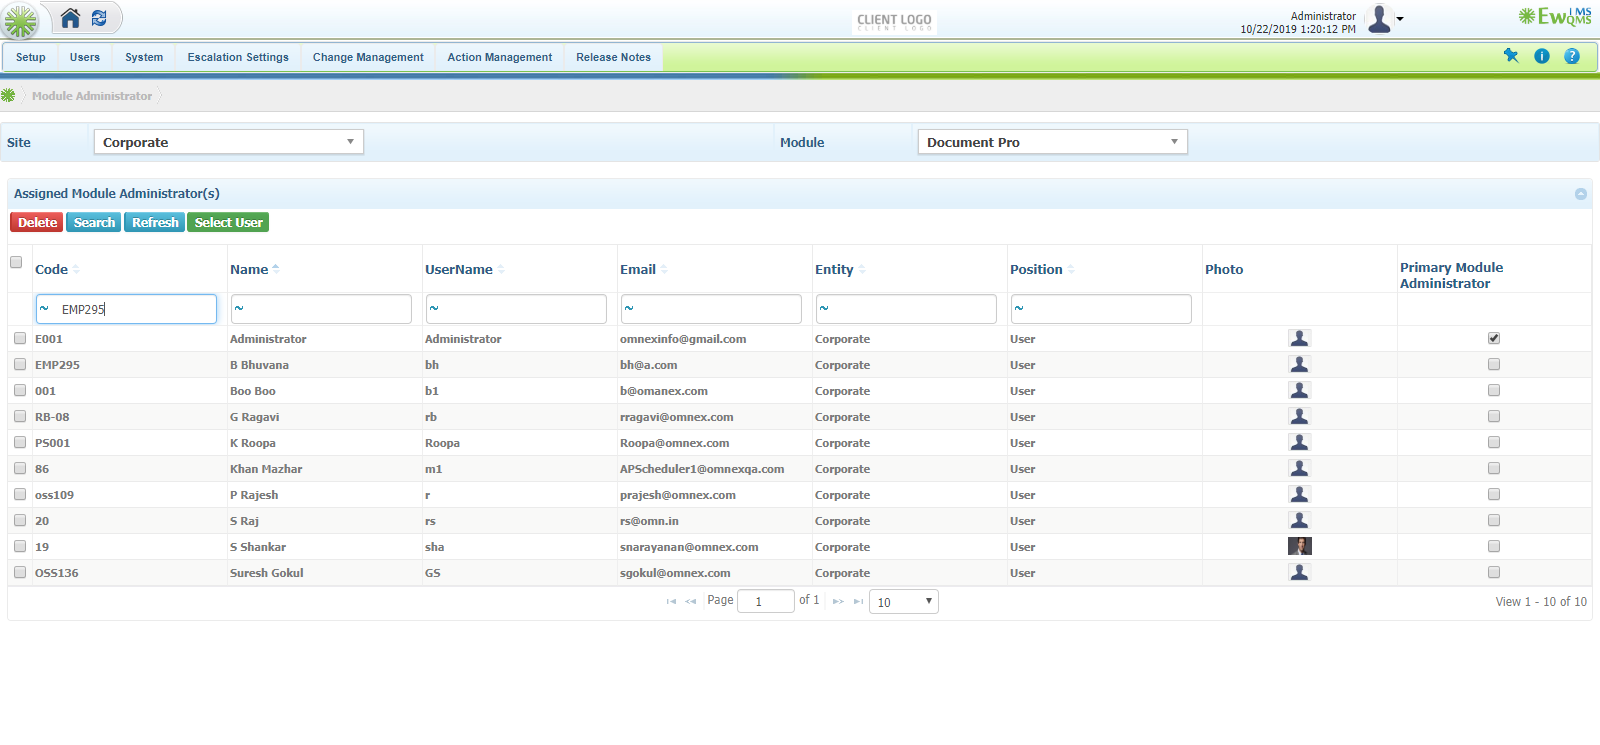 CLIENT LOGO
CLIENT LOGO
Administrator
10/22/2019 1:20:12 PM
EwIMS
QMS
Setup Users System Escalation Settings Change Management Action Management Release Notes
Module Administrator
Site Corporate Module Document Pro
Assigned Module Administrator(s)
Delete Search Refresh Select User
Code Name UserName Email Entity Position Photo Primary Module Administrator
~ EMP295 ~ ~ ~ ~ ~
E001 Administrator Administrator omnexinfo@gmail.com Corporate User
EMP295 B Bhuvana bh bh@a.com Corporate User
001 Boo Boo b1 b@omanex.com Corporate User
RB-08 G Ragavi rb rragavi@omnex.com Corporate User
PS001 K Roopa Roopa Roopa@omnex.com Corporate User
86 Khan Mazhar m1 APScheduler1@omnexqa.com Corporate User
oss109 P Rajesh r prajesh@omnex.com Corporate User
20 S Raj rs rs@omn.in Corporate User
19 S Shankar sha snarayanan@omnex.com Corporate User
OSS136 Suresh Gokul GS sgokul@omnex.com Corporate User
Page 1 of 1 10 View 1 - 10 of 10